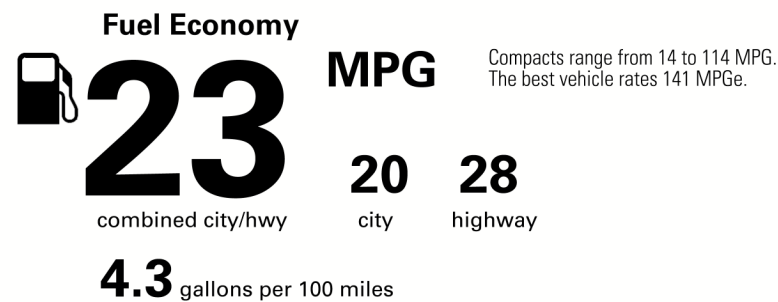 Fuel Economy
23
MPG
Compacts range from 14 to 114 MPG.
The best vehicle rates 141 MPGe.
combined city/hwy
20
city
28
highway
4.3 gallons per 100 miles